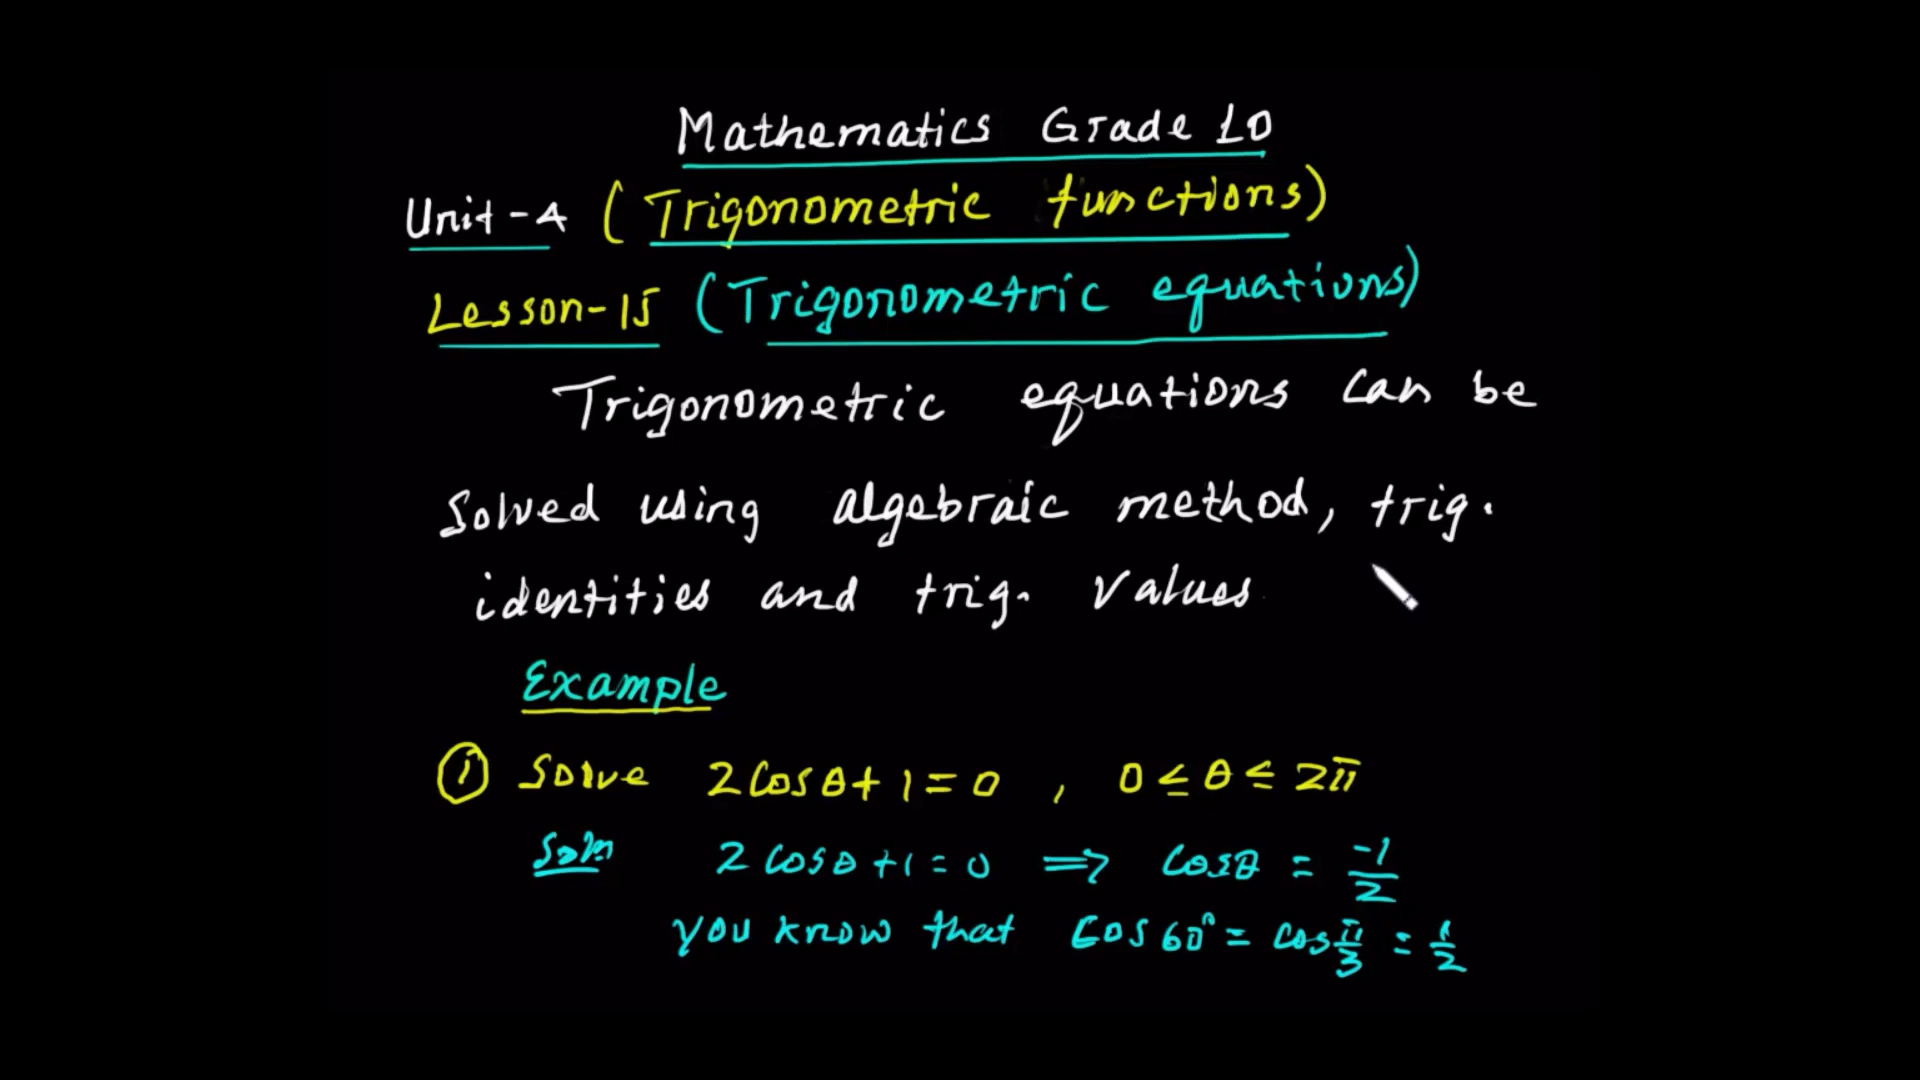 Mathematics Grade 10
Unit-4 (Trigonometric functions)
Lesson-15 (Trigonometric equations)
Trigonometric equations can be
Solved using algebraic method, trig.
identities and trig. values
Example
① Solve 2cosθ+1=0 , 0≤θ≤2π
Soln 2cosθ+1=0 ⇒ cosθ = -1/2
you know that cos60°= cosπ/3 = 1/2